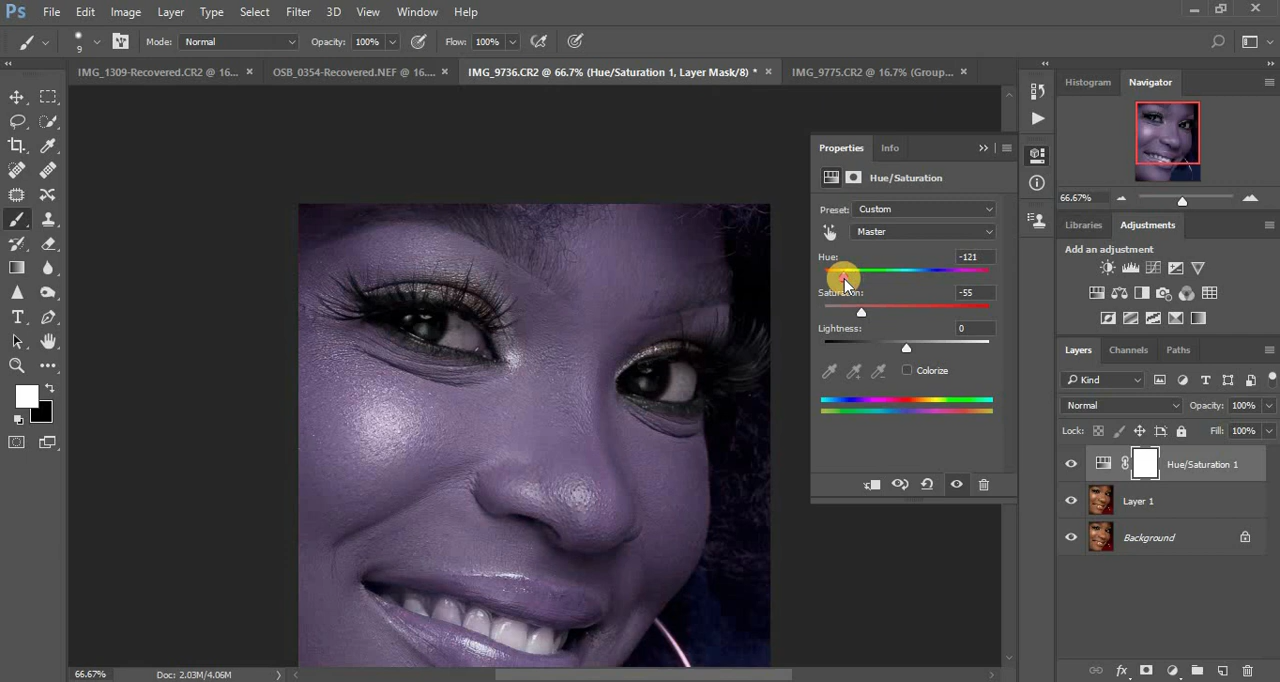 Ps File Edit Image Layer Type Select Filter 3D View Window Help
9 Mode: Normal Opacity: 100% Flow: 100%
IMG_1309-Recovered.CR2 @ 16... × OSB_0354-Recovered.NEF @ 16.... × IMG_9736.CR2 @ 66.7% (Hue/Saturation 1, Layer Mask/8) * × IMG_9775.CR2 @ 16.7% (Group... ×
Histogram Navigator
66.67%
Properties Info
Hue/Saturation
Preset: Custom
Master
Hue: -121
Saturation: -55
Lightness: 0
Colorize
Libraries Adjustments
Add an adjustment
Layers Channels Paths
Kind
Normal Opacity: 100%
Lock: Fill: 100%
Hue/Saturation 1
Layer 1
Background
66.67% Doc: 2.03M/4.06M